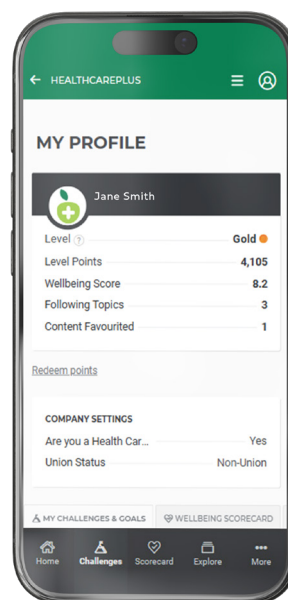 HEALTHCAREPLUS
MY PROFILE
Jane Smith
Level ? Gold
Level Points 4,105
Wellbeing Score 8.2
Following Topics 3
Content Favourited 1
Redeem points
COMPANY SETTINGS
Are you a Health Car... Yes
Union Status Non-Union
MY CHALLENGES & GOALS WELLBEING SCORECARD
Home Challenges Scorecard Explore More